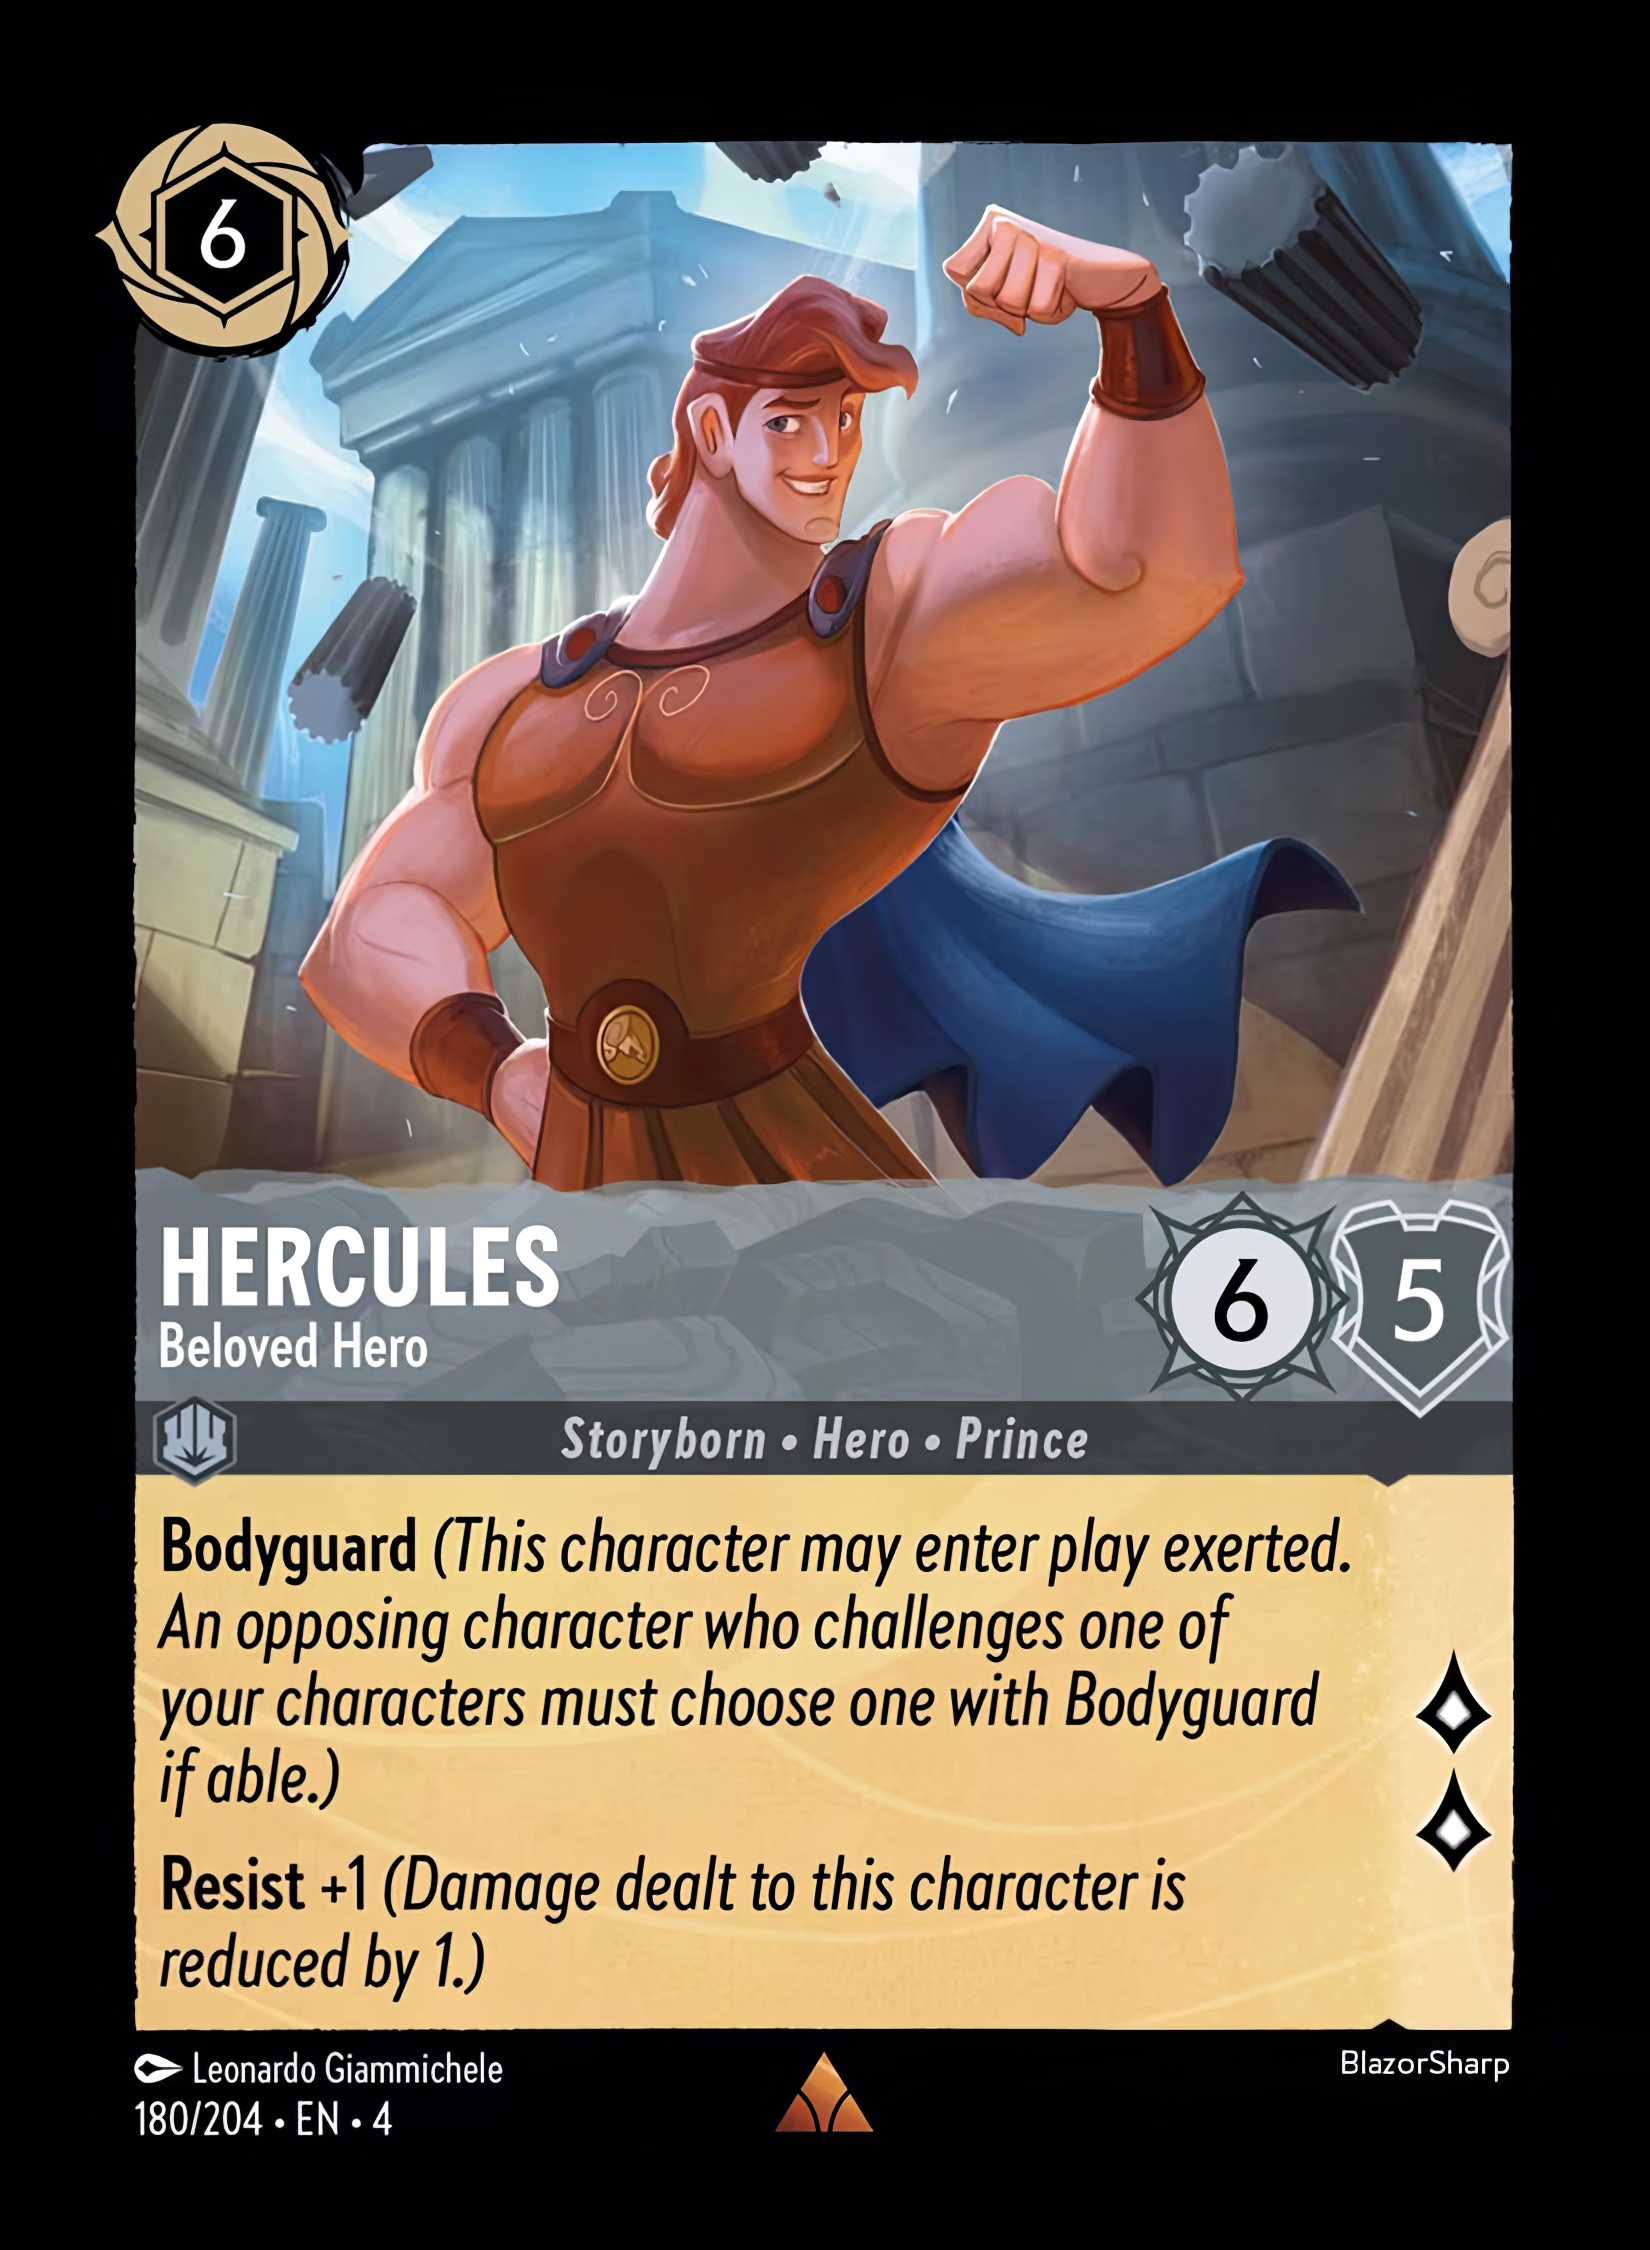 6
HERCULES
Beloved Hero
6
5
Storyborn • Hero • Prince
Bodyguard (This character may enter play exerted.
An opposing character who challenges one of
your characters must choose one with Bodyguard
if able.)
Resist +1 (Damage dealt to this character is
reduced by 1.)
Leonardo Giammichele
BlazorSharp
180/204 • EN • 4